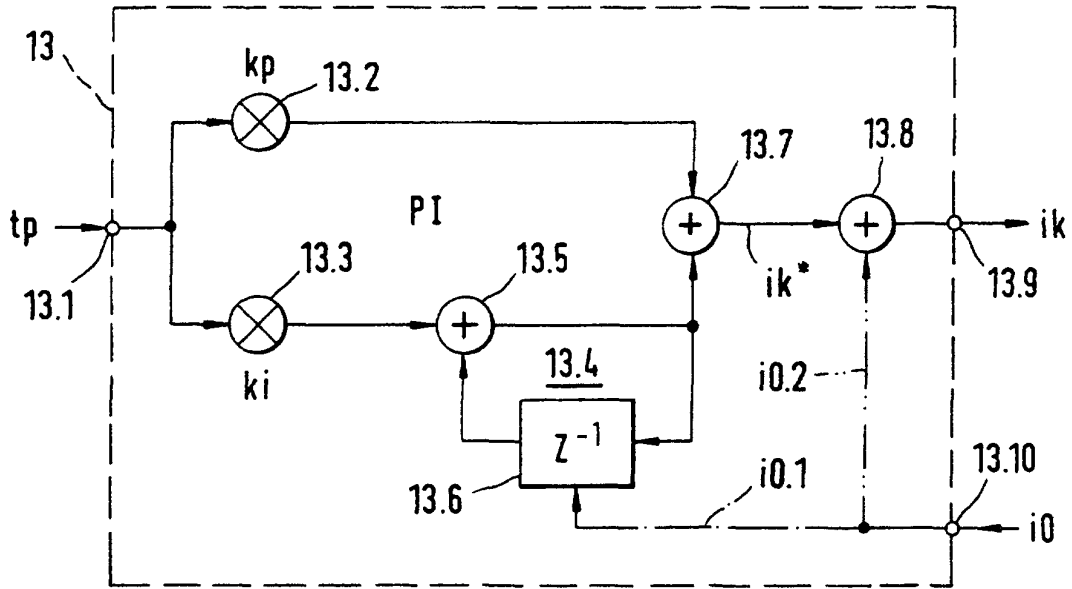 13
kp
13.2
13.7
13.8
tp
PI
ik
13.1
13.3
13.5
ik*
13.9
ki
13.4
i0.2
Z⁻¹
13.6
i0.1
13.10
i0
+
+
+